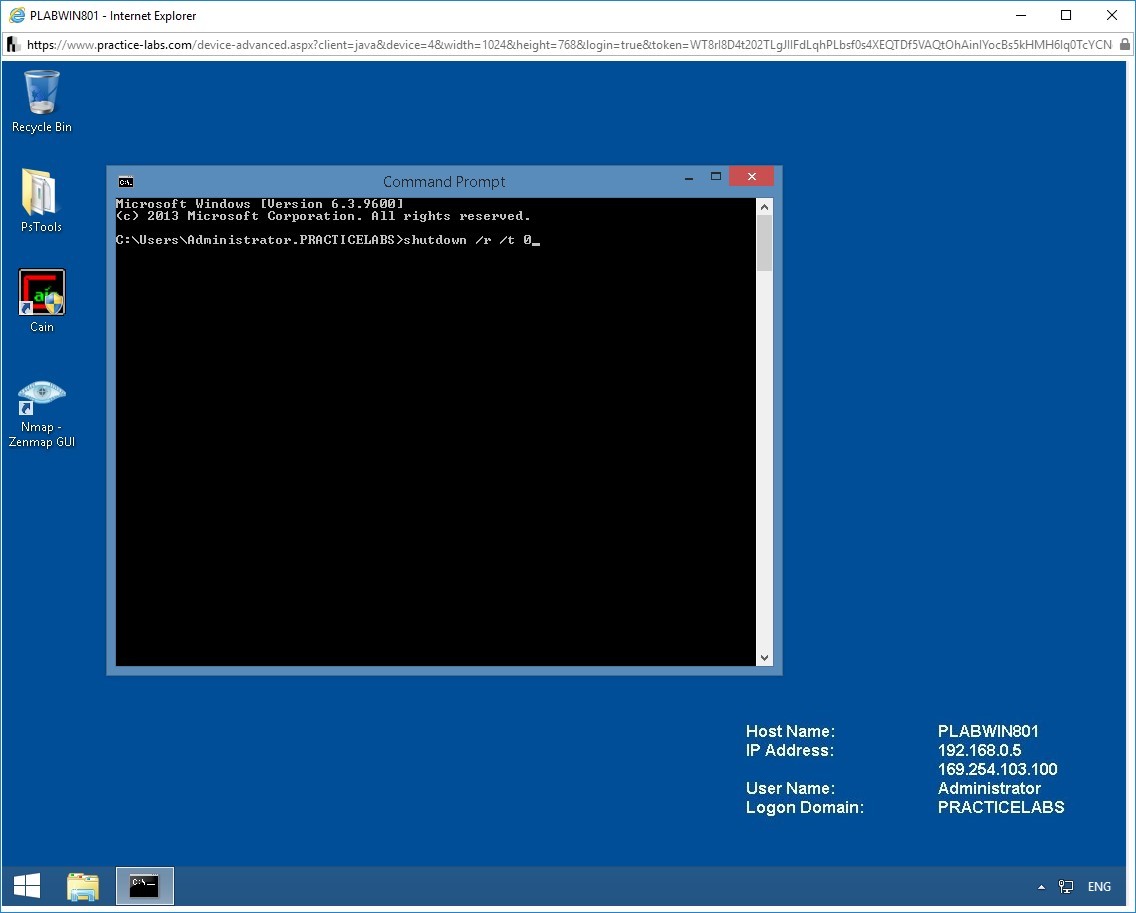 PLABWIN801 - Internet Explorer
https://www.practice-labs.com/device-advanced.aspx?client=java&device=4&width=1024&height=768&login=true&token=
Recycle Bin
PsTools
Cain
Nmap -
Zenmap GUI
Command Prompt
Microsoft Windows [Version 6.3.9600]
(c) 2013 Microsoft Corporation. All rights reserved.
C:\Users\Administrator.PRACTICELABS>shutdown /r /t 0_
Host Name: PLABWIN801
IP Address: 192.168.0.5
169.254.103.100
User Name: Administrator
Logon Domain: PRACTICELABS
ENG